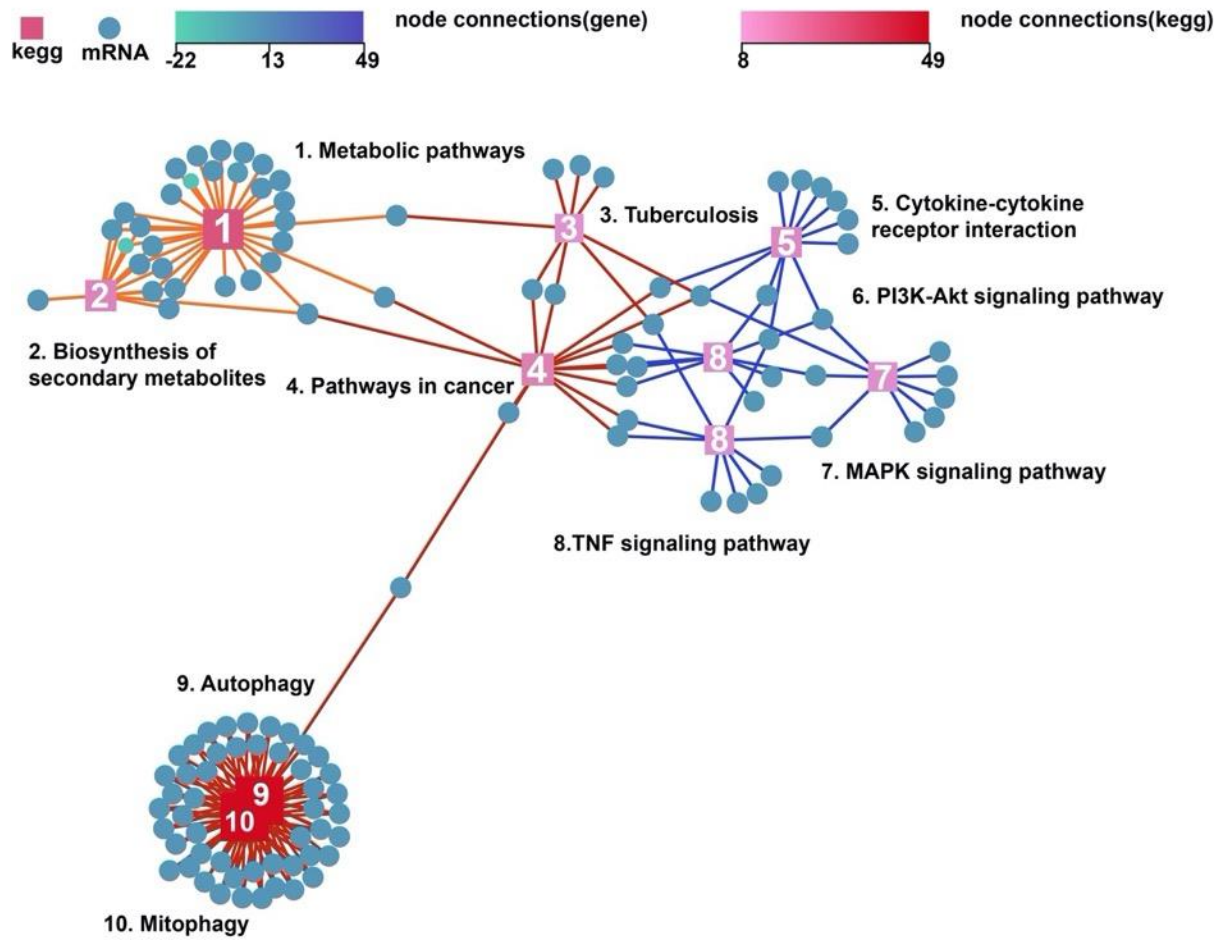 kegg
mRNA
-22 13 49
node connections(gene)
8 49
node connections(kegg)
1. Metabolic pathways
1
2
2. Biosynthesis of
secondary metabolites
3
3. Tuberculosis
4. Pathways in cancer
4
5
5. Cytokine-cytokine
receptor interaction
6. PI3K-Akt signaling pathway
8
7
8
7. MAPK signaling pathway
8.TNF signaling pathway
9. Autophagy
9
10
10. Mitophagy